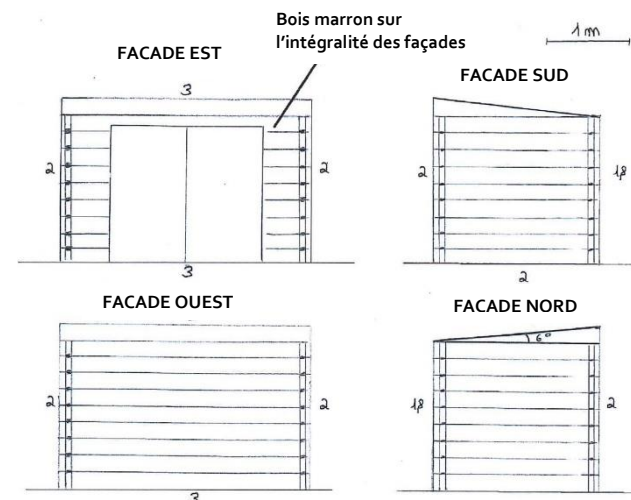 Bois marron sur
l'intégralité des façades
1m
FACADE EST
FACADE SUD
3
2
2
3
2
1,8
2
FACADE OUEST
FACADE NORD
6°
2
2
3
1,8
2